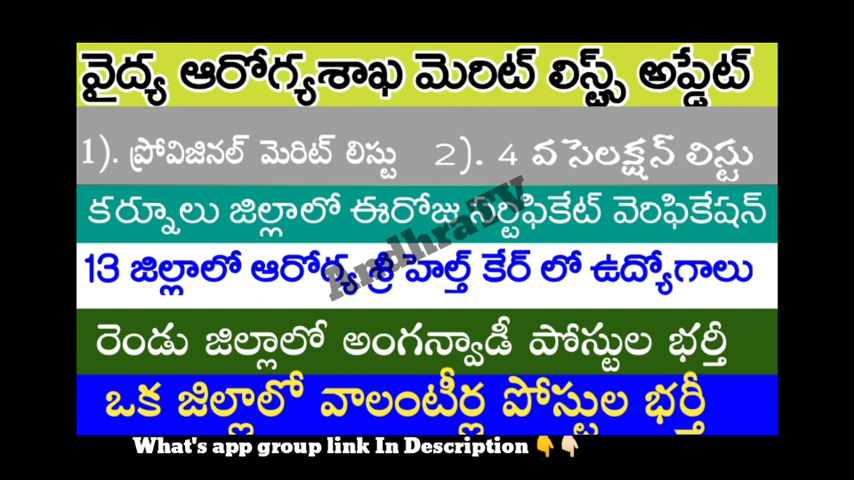 వైద్య ఆరోగ్యశాఖ మెరిట్ లిస్ట్స్ అప్డేట్
1). ప్రోవిజినల్ మెరిట్ లిస్టు 2). 4 వ సెలక్షన్ లిస్టు
కర్నూలు జిల్లాలో ఈరోజు సర్టిఫికేట్ వెరిఫికేషన్
13 జిల్లాలో ఆరోగ్య శ్రీ హెల్త్ కేర్ లో ఉద్యోగాలు
AndhraTV
రెండు జిల్లాలో అంగన్వాడీ పోస్టుల భర్తీ
ఒక జిల్లాలో వాలంటీర్ల పోస్టుల భర్తీ
What's app group link In Description 👇👇🏻